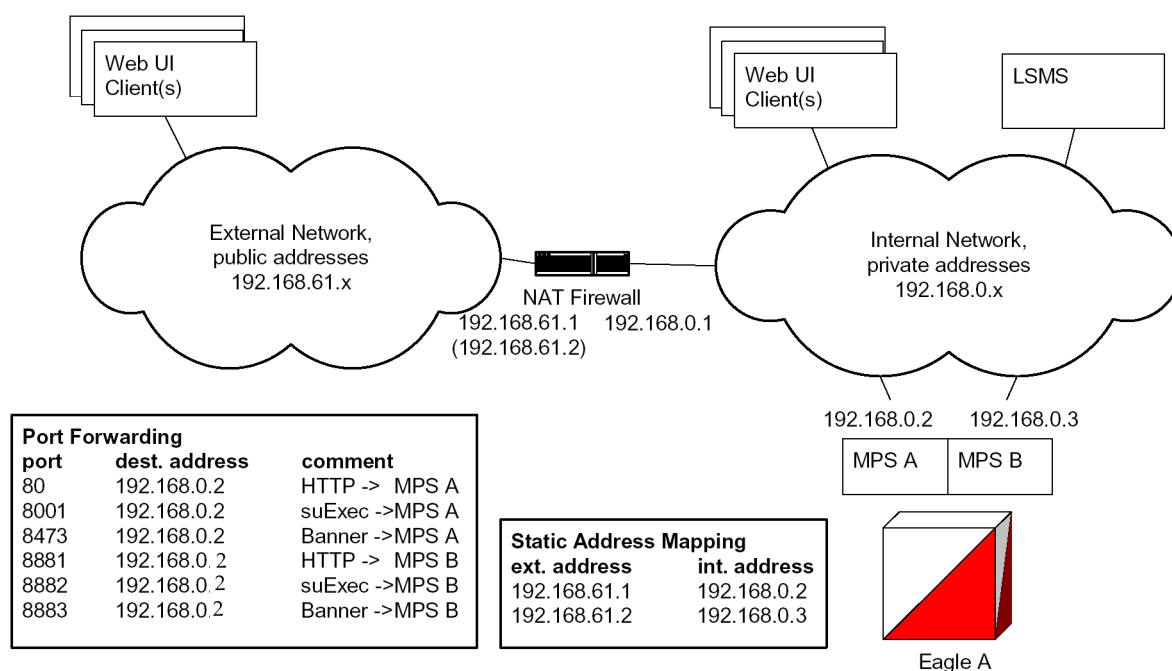 Web UI
Client(s)
Web UI
Client(s)
LSMS
External Network,
public addresses
192.168.61.x
Internal Network,
private addresses
192.168.0.x
NAT Firewall
192.168.61.1 192.168.0.1
(192.168.61.2)
192.168.0.2 192.168.0.3
MPS A MPS B
Port Forwarding
port dest. address comment
80 192.168.0.2 HTTP -> MPS A
8001 192.168.0.2 suExec ->MPS A
8473 192.168.0.2 Banner ->MPS A
8881 192.168.0.2 HTTP -> MPS B
8882 192.168.0.2 suExec ->MPS B
8883 192.168.0.2 Banner ->MPS B
Static Address Mapping
ext. address int. address
192.168.61.1 192.168.0.2
192.168.61.2 192.168.0.3
Eagle A